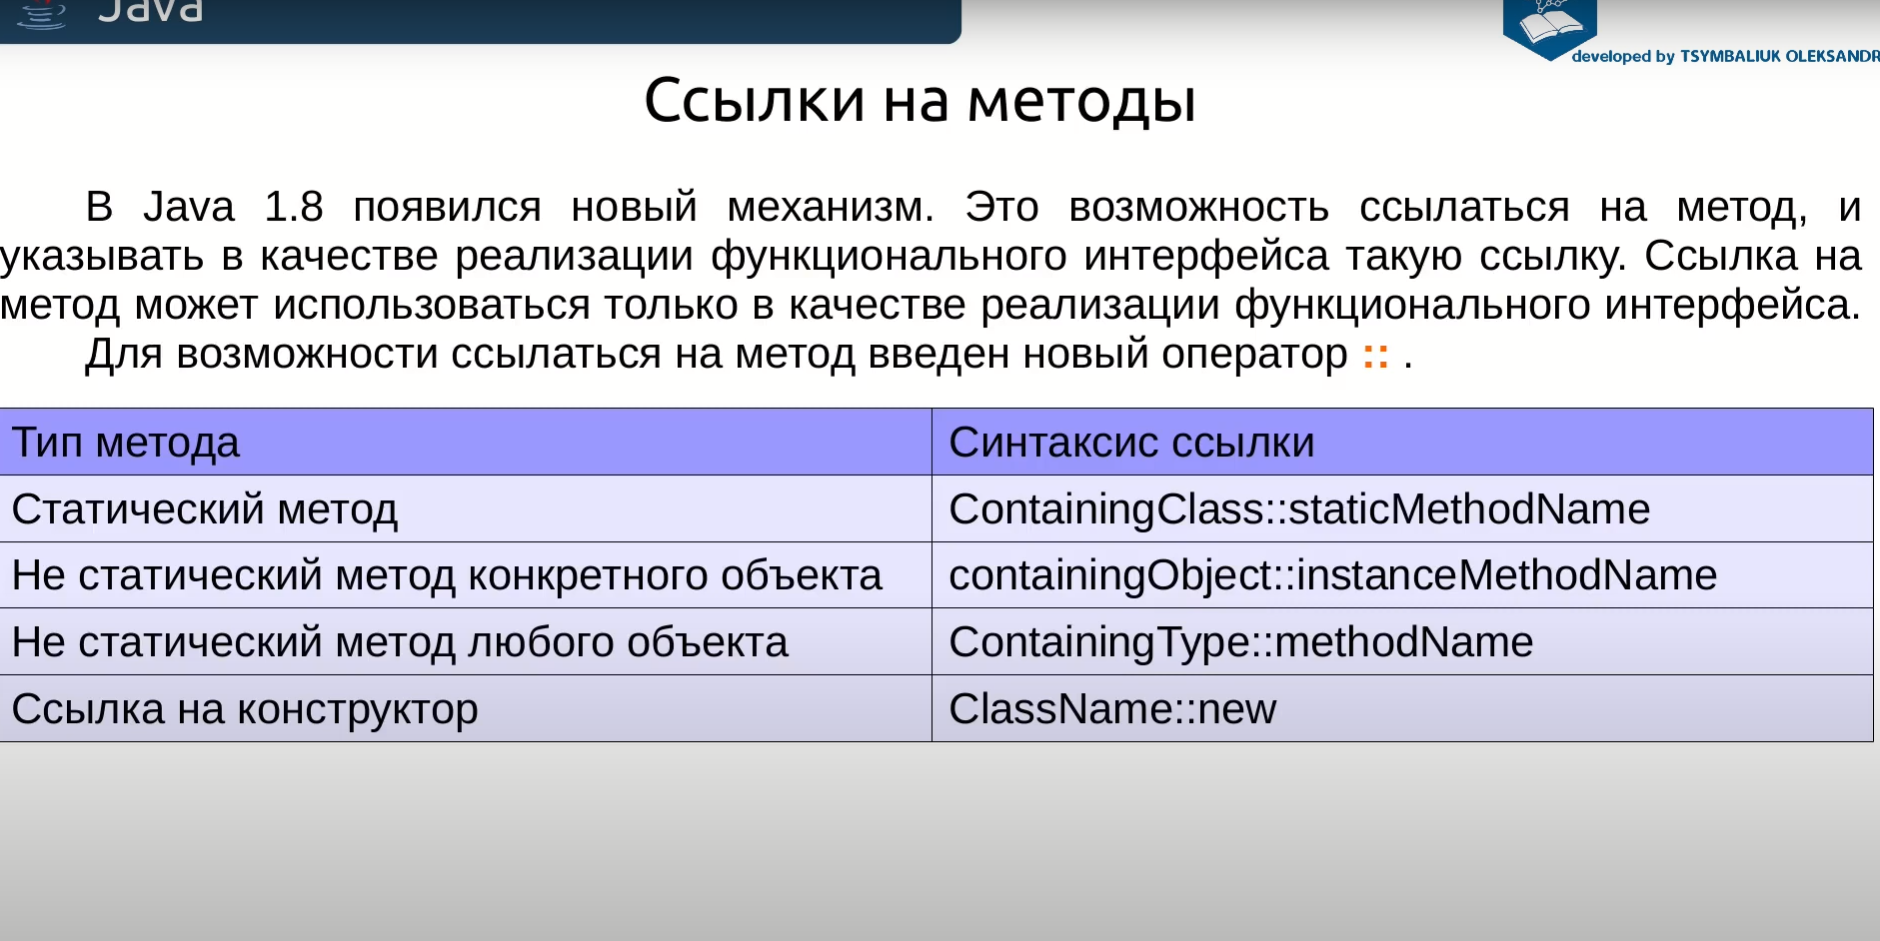 Java
developed by TSYMBALIUK OLEKSANDR
Ссылки на методы
В Java 1.8 появился новый механизм. Это возможность ссылаться на метод, и
указывать в качестве реализации функционального интерфейса такую ссылку. Ссылка на
метод может использоваться только в качестве реализации функционального интерфейса.
Для возможности ссылаться на метод введен новый оператор :: .
Тип метода
Синтаксис ссылки
Статический метод
ContainingClass::staticMethodName
Не статический метод конкретного объекта
containingObject::instanceMethodName
Не статический метод любого объекта
ContainingType::methodName
Ссылка на конструктор
ClassName::new